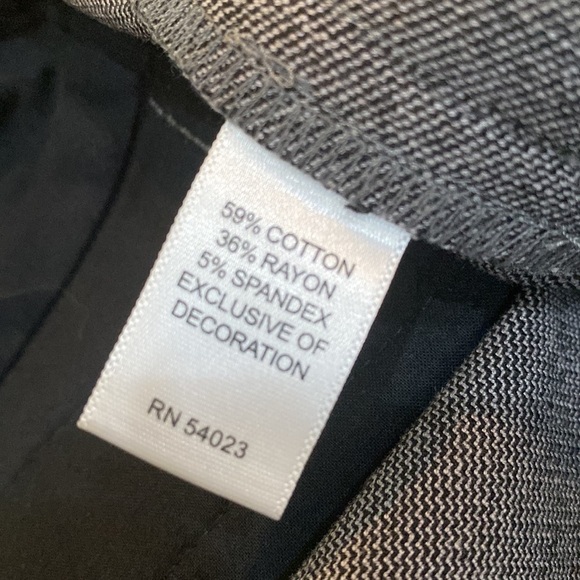 59% COTTON
36% RAYON
5% SPANDEX
EXCLUSIVE OF
DECORATION
RN 54023